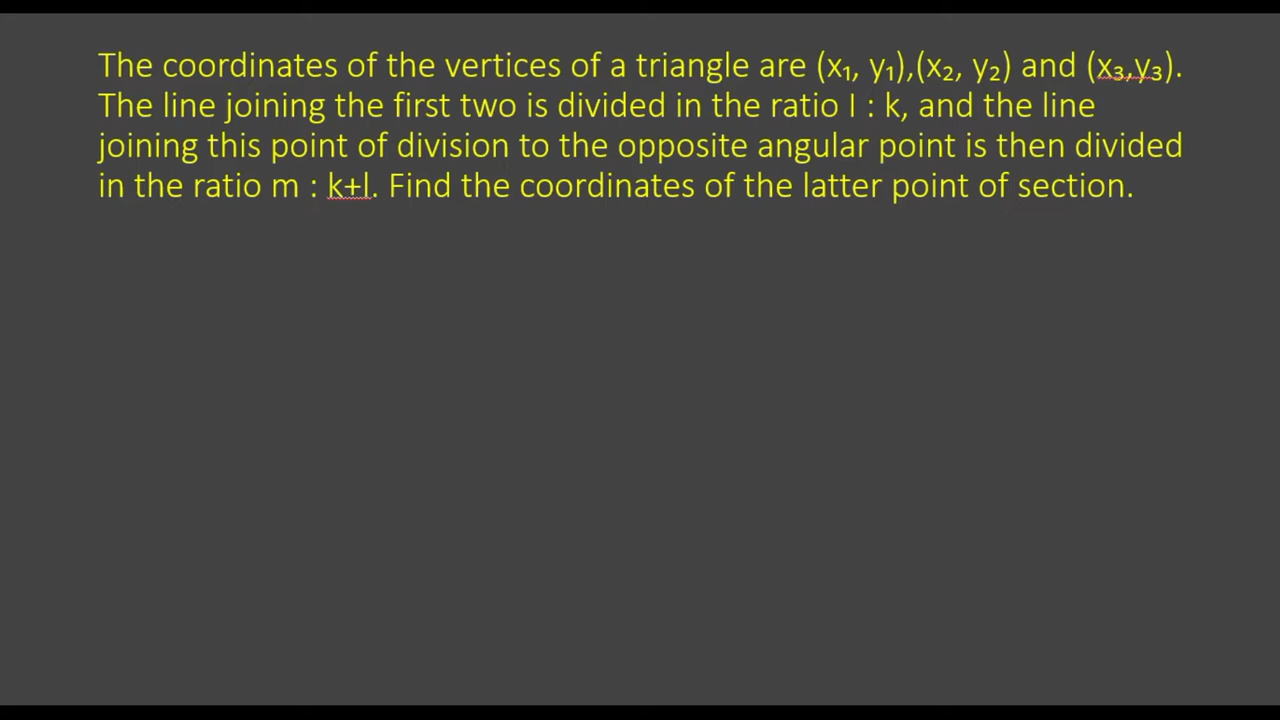 The coordinates of the vertices of a triangle are (x₁, y₁),(x₂, y₂) and (x₃,y₃).
The line joining the first two is divided in the ratio l : k, and the line
joining this point of division to the opposite angular point is then divided
in the ratio m : k+l. Find the coordinates of the latter point of section.